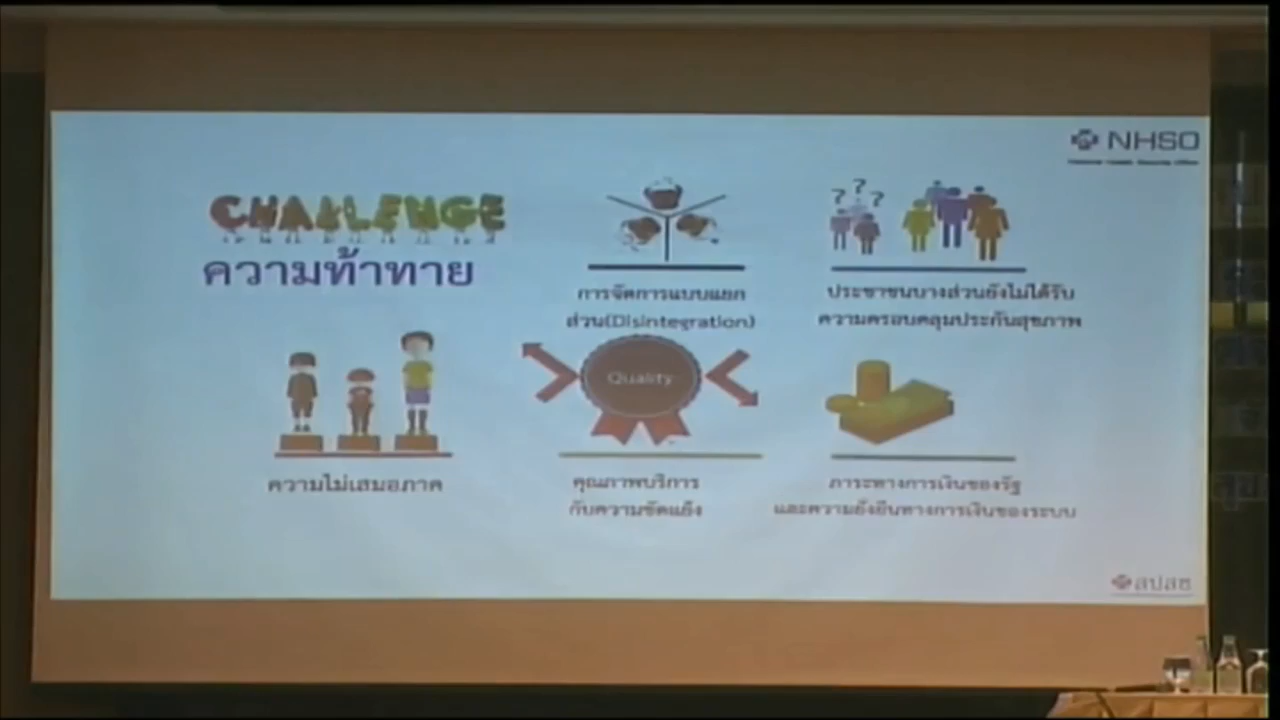 NHSO
CHALLENGE
ความท้าทาย
? ? ?
การจัดการแบบแยก
ส่วน(Disintegration)
ประชาชนบางส่วนยังไม่ได้รับ
ความครอบคลุมประกันสุขภาพ
Quality
ความไม่เสมอภาค
คุณภาพบริการ
กับความขัดแย้ง
ภาระทางการเงินของรัฐ
และความยั่งยืนทางการเงินของระบบ
สปสช